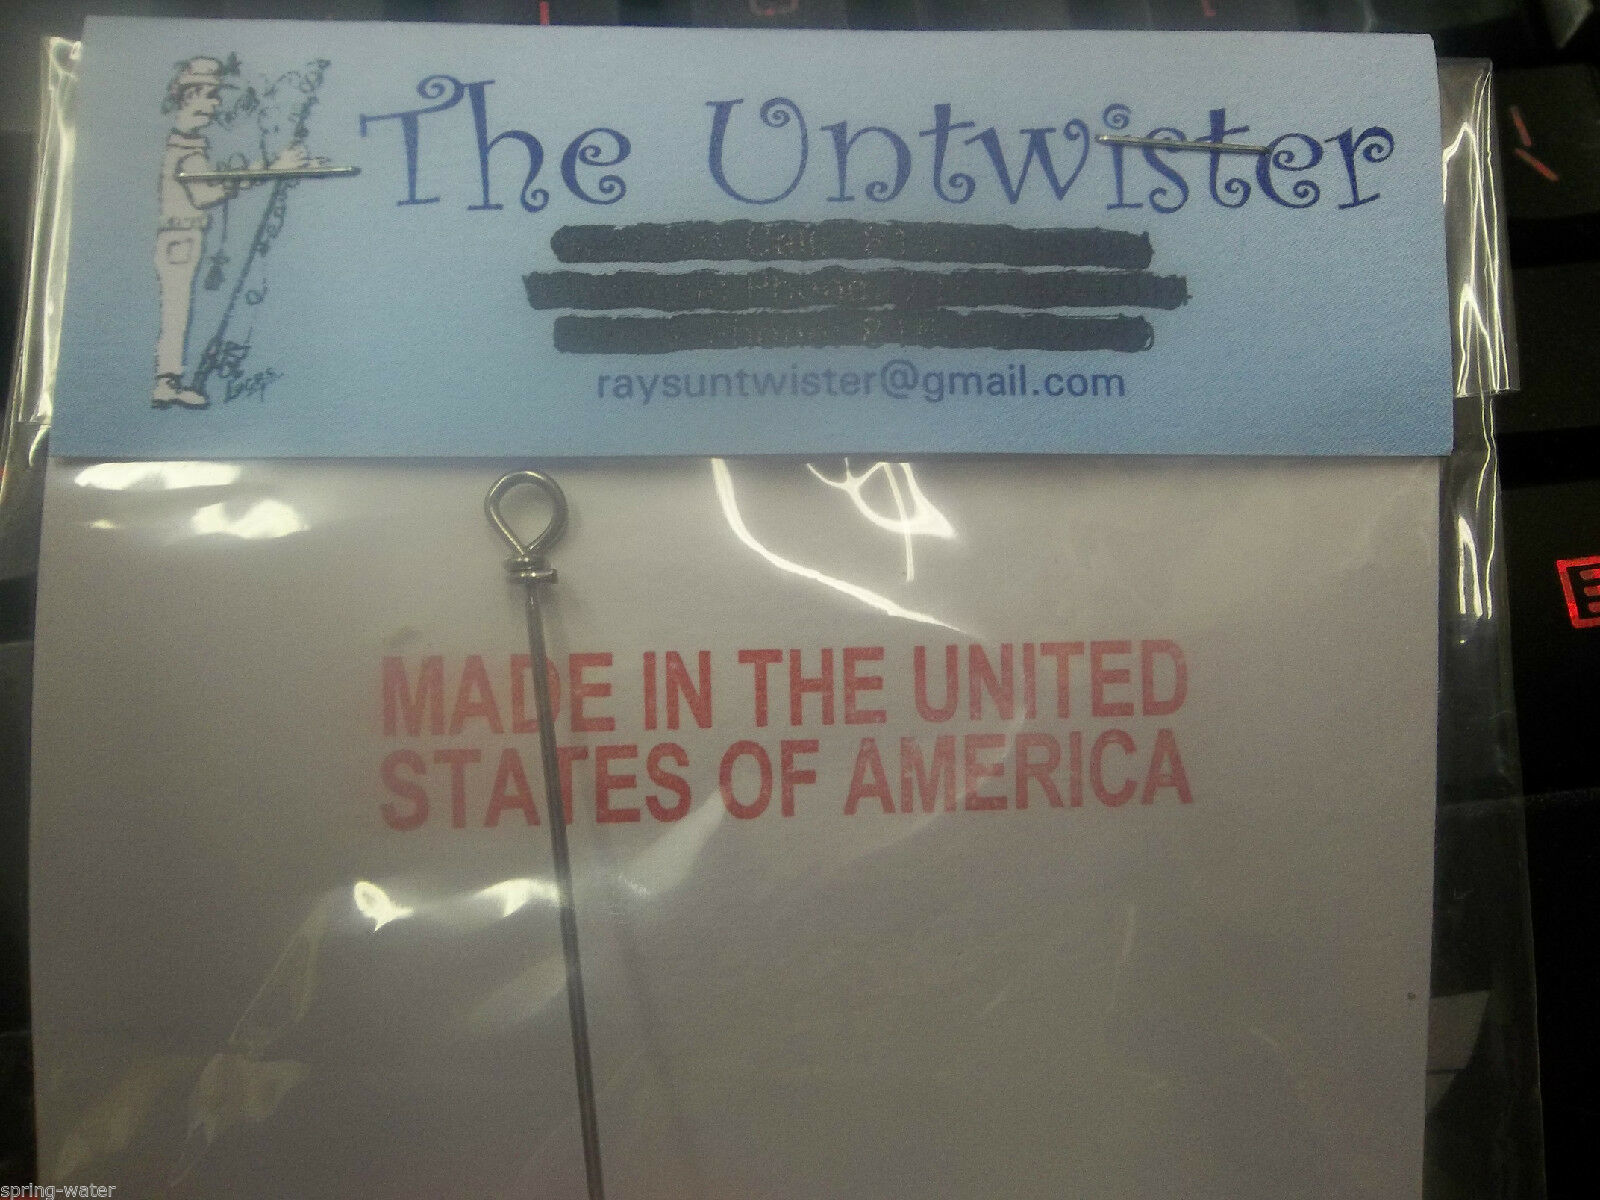 The Untwister
raysuntwister@gmail.com
MADE IN THE UNITED
STATES OF AMERICA
spring-water